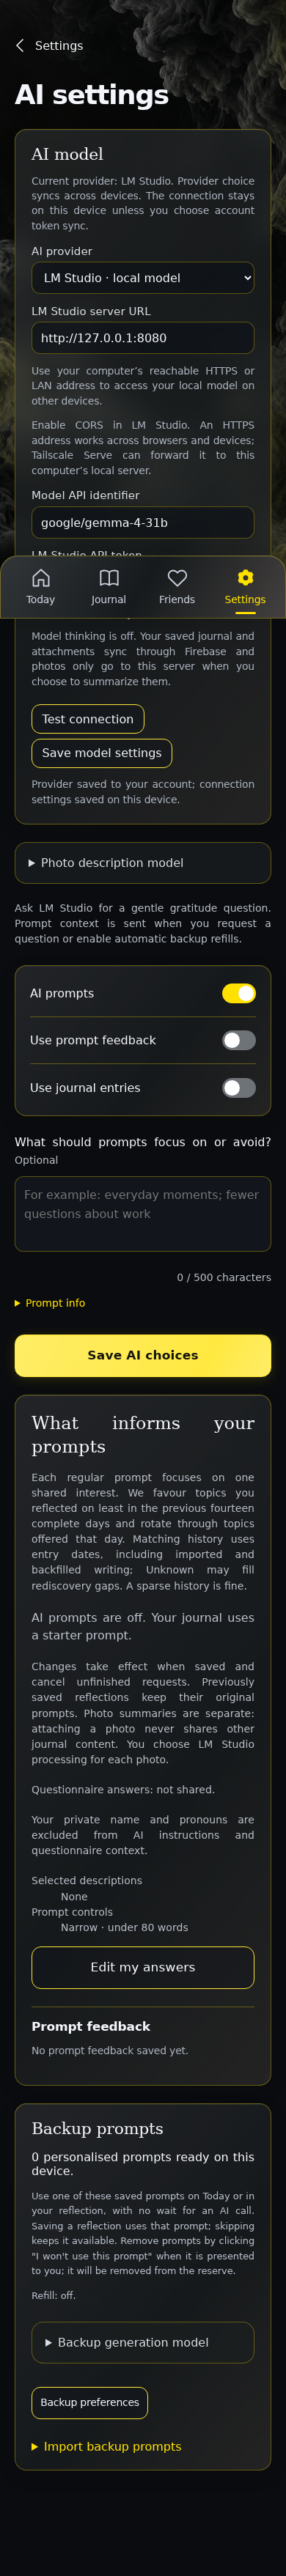 Settings
AI settings
AI model
Current provider: LM Studio. Provider choice
syncs across devices. The connection stays
on this device unless you choose account
token sync.
AI provider
LM Studio · local model
LM Studio server URL
http://127.0.0.1:8080
Use your computer’s reachable HTTPS or
LAN address to access your local model on
other devices.
Enable CORS in LM Studio. An HTTPS
address works across browsers and devices;
Tailscale Serve can forward it to this
computer’s local server.
Model API identifier
google/gemma-4-31b
LM Studio API token
Today
Journal
Friends
Settings
Model thinking is off. Your saved journal and
attachments sync through Firebase and
photos only go to this server when you
choose to summarize them.
Test connection
Save model settings
Provider saved to your account; connection
settings saved on this device.
Photo description model
Ask LM Studio for a gentle gratitude question.
Prompt context is sent when you request a
question or enable automatic backup refills.
AI prompts
Use prompt feedback
Use journal entries
What should prompts focus on or avoid?
Optional
For example: everyday moments; fewer
questions about work
0 / 500 characters
Prompt info
Save AI choices
What informs your
prompts
Each regular prompt focuses on one
shared interest. We favour topics you
reflected on least in the previous fourteen
complete days and rotate through topics
offered that day. Matching history uses
entry dates, including imported and
backfilled writing; Unknown may fill
rediscovery gaps. A sparse history is fine.
AI prompts are off. Your journal uses
a starter prompt.
Changes take effect when saved and
cancel unfinished requests. Previously
saved reflections keep their original
prompts. Photo summaries are separate:
attaching a photo never shares other
journal content. You choose LM Studio
processing for each photo.
Questionnaire answers: not shared.
Your private name and pronouns are
excluded from AI instructions and
questionnaire context.
Selected descriptions
None
Prompt controls
Narrow · under 80 words
Edit my answers
Prompt feedback
No prompt feedback saved yet.
Backup prompts
0 personalised prompts ready on this
device.
Use one of these saved prompts on Today or in
your reflection, with no wait for an AI call.
Saving a reflection uses that prompt; skipping
keeps it available. Remove prompts by clicking
"I won't use this prompt" when it is presented
to you; it will be removed from the reserve.
Refill: off.
Backup generation model
Backup preferences
Import backup prompts